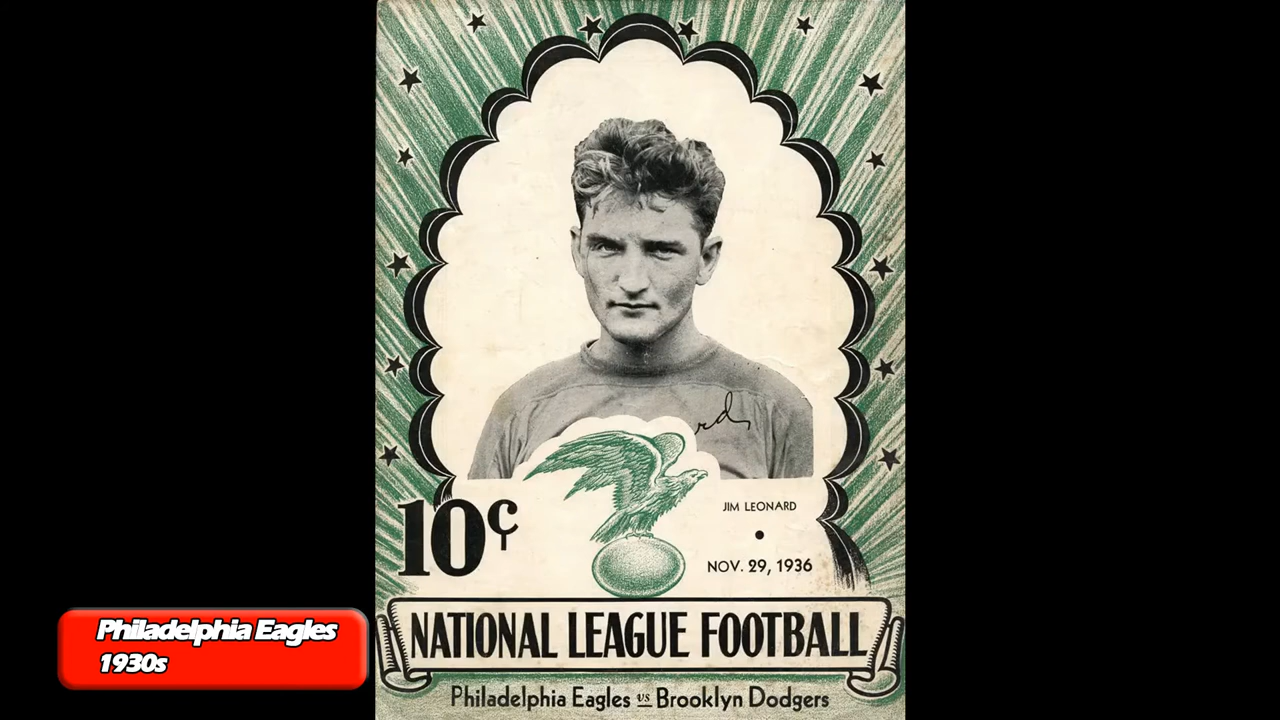 10¢
JIM LEONARD
NOV. 29, 1936
NATIONAL LEAGUE FOOTBALL
Philadelphia Eagles vs Brooklyn Dodgers
Philadelphia Eagles
1930s